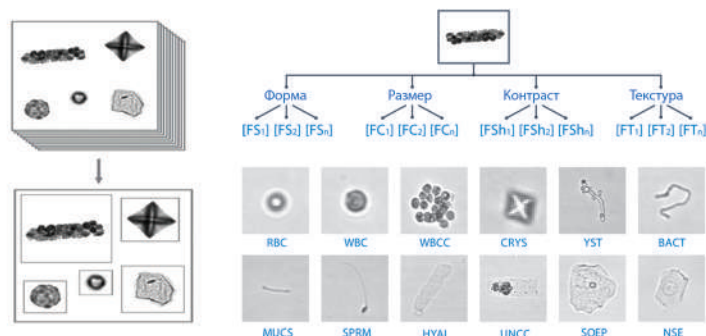 Форма Размер Контраст Текстура
[FS1] [FS2] [FSn] [FC1] [FC2] [FCn] [FSh1] [FSh2] [FShn] [FT1] [FT2] [FTn]
RBC WBC WBCC CRYS YST BACT
MUCS SPRM HYAL UNCC SQEP NSE